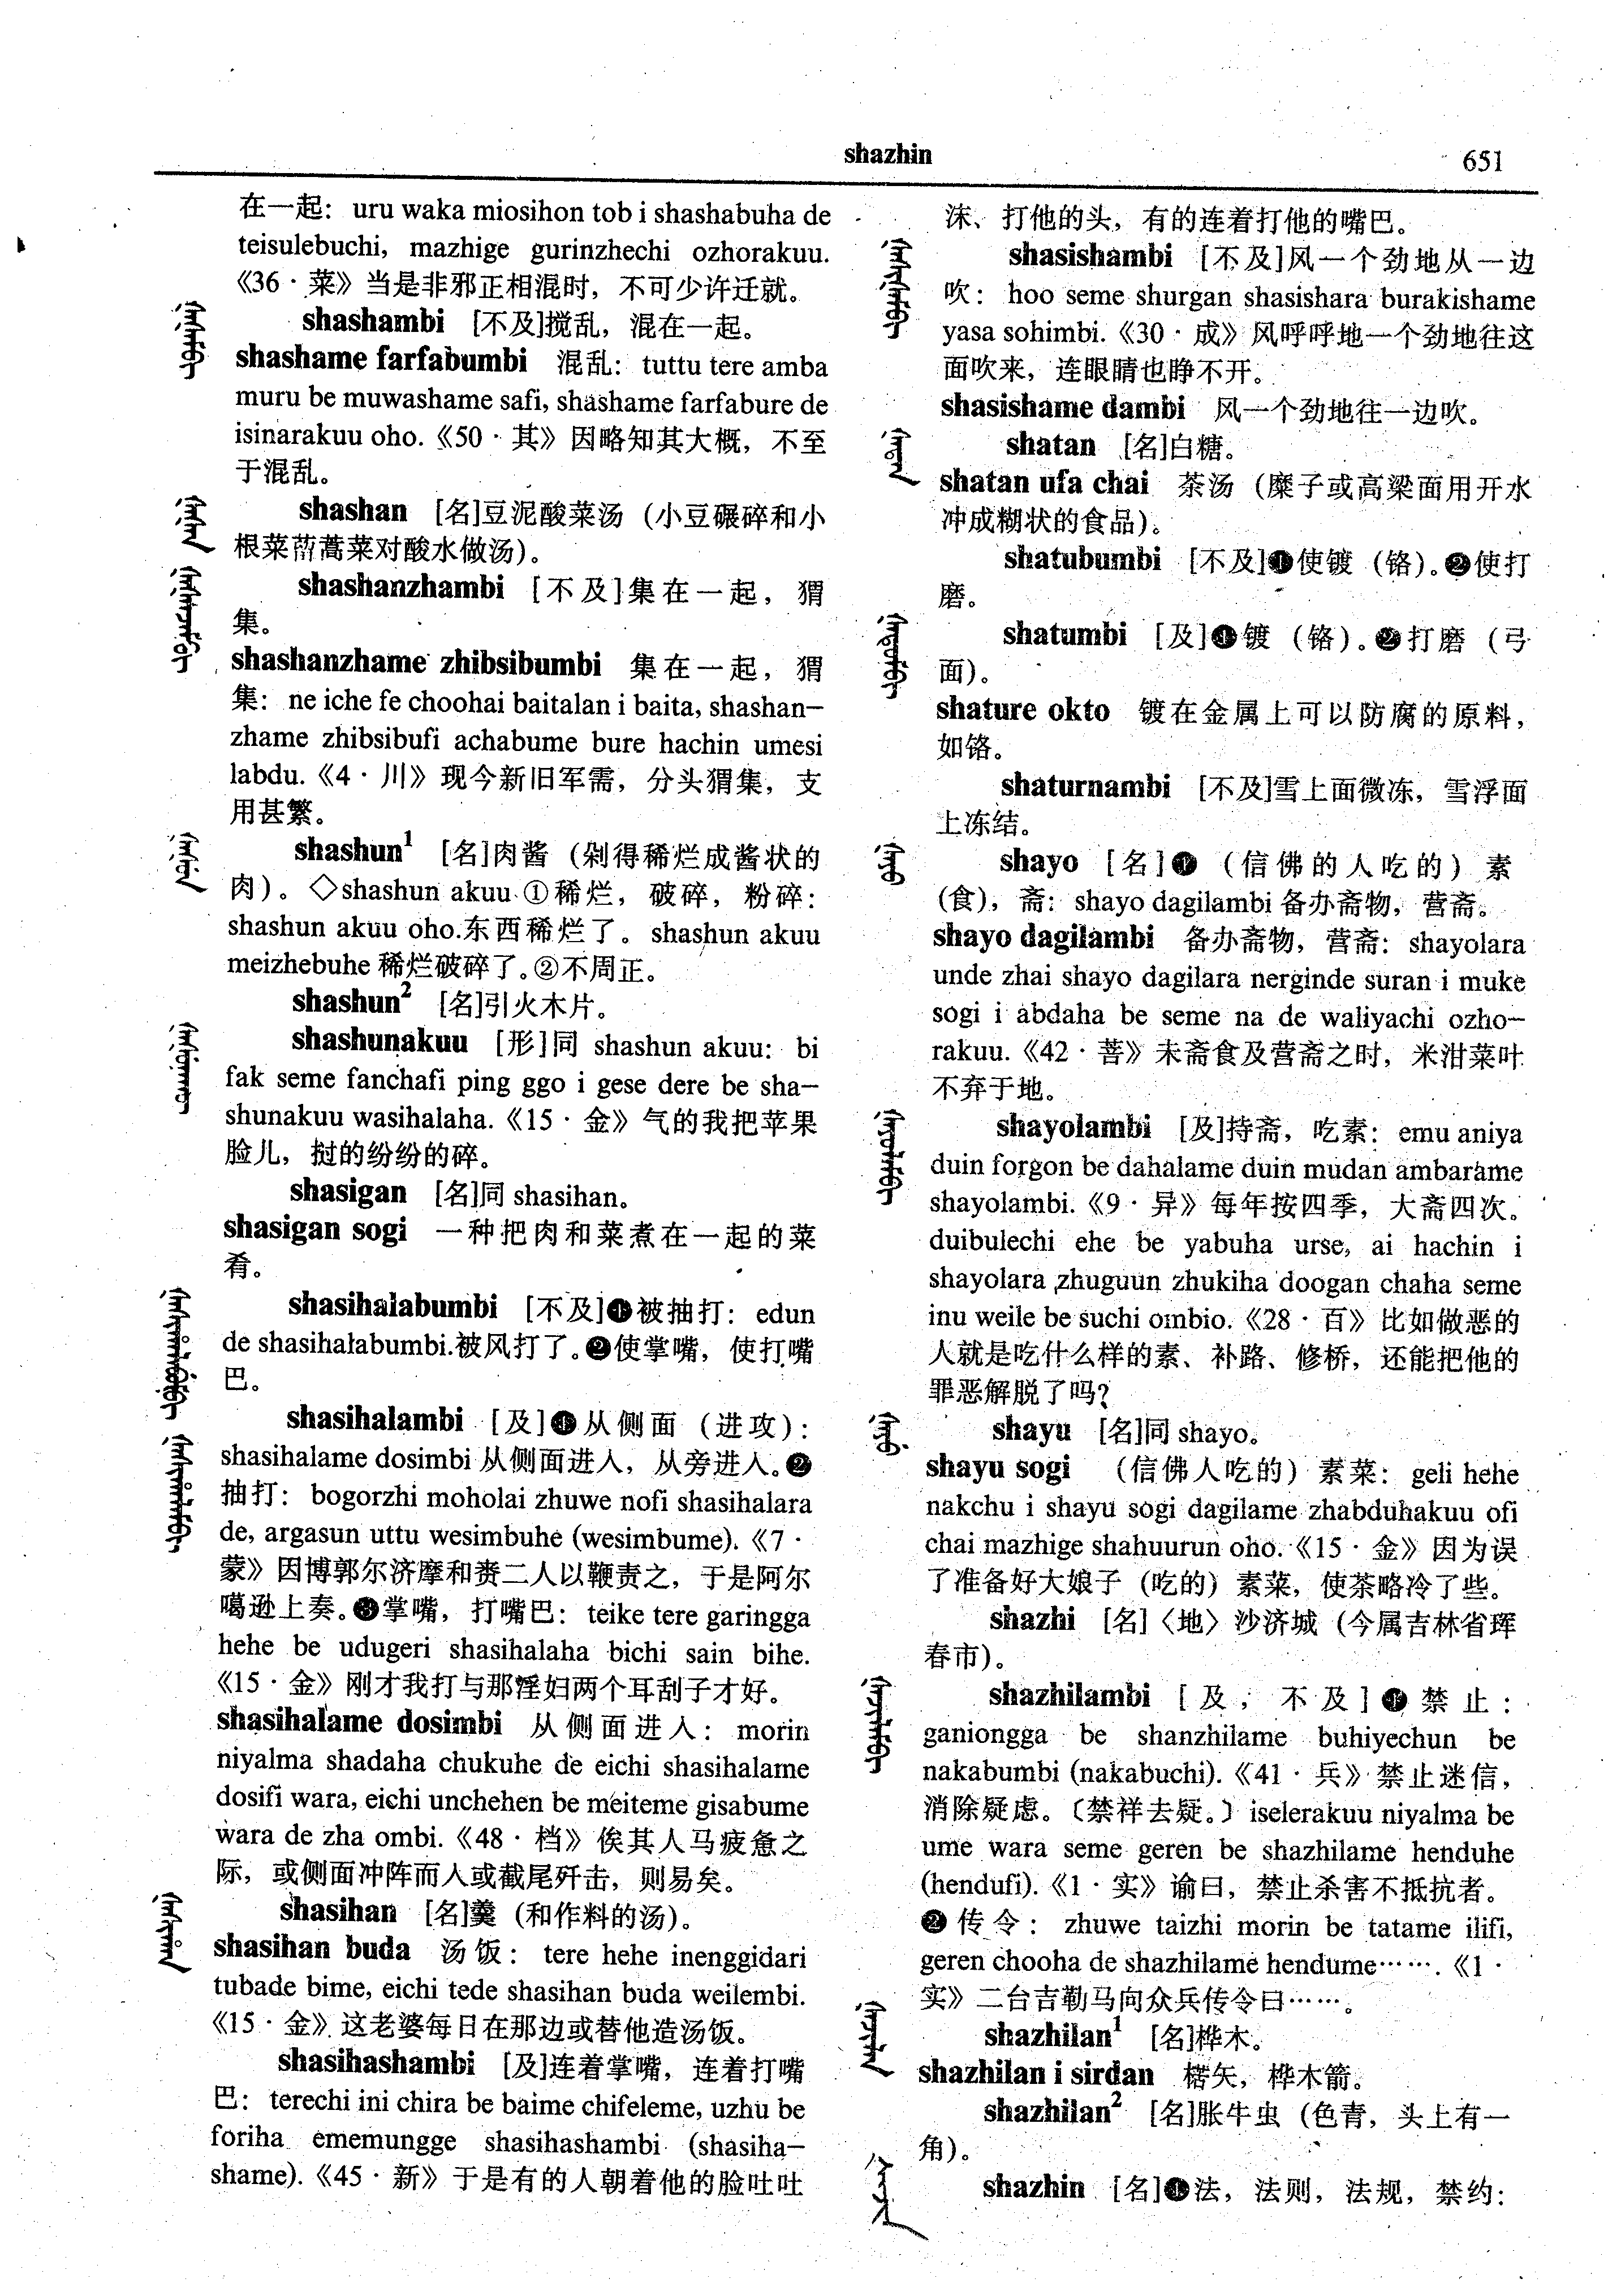 shazhin
651
在一起: uru waka miosihon tob i shashabuha de
teisulebuchi, mazhige gurinzhechi ozhorakuu.
《36·菜》当是非邪正相混时，不可少许迁就。
shashambi [不及]搅乱，混在一起。
shashame farfabumbi 混乱: tuttu tere amba
muru be muwashame safi, shashame farfabure de
isinarakuu oho.《50·其》因略知其大概，不至
于混乱。
shashan [名]豆泥酸菜汤（小豆碾碎和小
根菜茼蒿菜对酸水做汤)。
shashanzhambi [不及]集在一起，猬
集。
shashanzhame zhibsibumbi 集在一起，猬
集: ne iche fe choohai baitalan i baita, shashan-
zhame zhibsibufi achabume bure hachin umesi
labdu.《4·川》现今新旧军需，分头猬集，支
用甚繁。
shashun¹ [名]肉酱（剁得稀烂成酱状的
肉)。◇shashun akuu ①稀烂，破碎，粉碎:
shashun akuu oho.东西稀烂了。shashun akuu
meizhebuhe 稀烂破碎了。②不周正。
shashun² [名]引火木片。
shashunakuu [形]同 shashun akuu: bi
fak seme fanchafi ping ggo i gese dere be sha-
shunakuu wasihalaha.《15·金》气的我把苹果
脸儿，挝的纷纷的碎。
shasigan [名]同 shasihan。
shasigan sogi 一种把肉和菜煮在一起的菜
肴。
shasihalabumbi [不及]❶被抽打: edun
de shasihalabumbi.被风打了。❷使掌嘴，使打嘴
巴。
shasihalambi [及]❶从侧面（进攻):
shasihalame dosimbi 从侧面进人，从旁进人。❷
抽打: bogorzhi moholai zhuwe nofi shasihalara
de, argasun uttu wesimbuhe (wesimbume).《7·
蒙》因博郭尔济摩和赉二人以鞭责之，于是阿尔
噶逊上奏。❸掌嘴，打嘴巴: teike tere garingga
hehe be udugeri shasihalaha bichi sain bihe.
《15·金》刚才我打与那淫妇两个耳刮子才好。
shasihalame dosimbi 从侧面进人: morin
niyalma shadaha chukuhe de eichi shasihalame
dosifi wara, eichi unchehen be meiteme gisabume
wara de zha ombi.《48·档》俟其人马疲惫之
际，或侧面冲阵而人或截尾歼击，则易矣。
shasihan [名]羹（和作料的汤)。
shasihan buda 汤饭: tere hehe inenggidari
tubade bime, eichi tede shasihan buda weilembi.
《15·金》这老婆每日在那边或替他造汤饭。
shasihashambi [及]连着掌嘴，连着打嘴
巴: terechi ini chira be baime chifeleme, uzhu be
foriha ememungge shasihashambi (shasiha-
shame).《45·新》于是有的人朝着他的脸吐吐
沫、打他的头，有的连着打他的嘴巴。
shasishambi [不及]风一个劲地从一边
吹: hoo seme shurgan shasishara burakishame
yasa sohimbi.《30·成》风呼呼地一个劲地往这
面吹来，连眼睛也睁不开。
shasishame dambi 风一个劲地往一边吹。
shatan [名]白糖。
shatan ufa chai 茶汤（糜子或高梁面用开水
冲成糊状的食品)。
shatubumbi [不及]❶使镀（铬)。❷使打
磨。
shatumbi [及]❶镀（铬)。❷打磨（弓
面)。
shature okto 镀在金属上可以防腐的原料，
如铬。
shaturnambi [不及]雪上面微冻，雪浮面
上冻结。
shayo [名]❶（信佛的人吃的）素
(食)，斋: shayo dagilambi 备办斋物，营斋。
shayo dagilambi 备办斋物，营斋: shayolara
unde zhai shayo dagilara nerginde suran i muke
sogi i abdaha be seme na de waliyachi ozho-
rakuu.《42·菩》未斋食及营斋之时，米泔菜叶
不弃于地。
shayolambi [及]持斋，吃素: emu aniya
duin forgon be dahalame duin mudan ambarame
shayolambi.《9·异》每年按四季，大斋四次。
duibulechi ehe be yabuha urse, ai hachin i
shayolara zhuguun zhukiha doogan chaha seme
inu weile be suchi ombio.《28·百》比如做恶的
人就是吃什么样的素、补路、修桥，还能把他的
罪恶解脱了吗?
shayu [名]同 shayo。
shayu sogi （信佛人吃的）素菜: geli hehe
nakchu i shayu sogi dagilame zhabduhakuu ofi
chai mazhige shahuurun oho.《15·金》因为误
了准备好大娘子（吃的）素菜，使茶略冷了些。
shazhi [名]〈地〉沙济城（今属吉林省珲
春市)。
shazhilambi [及，不及]❶禁止:
ganiongga be shanzhilame buhiyechun be
nakabumbi (nakabuchi).《41·兵》禁止迷信，
消除疑虑。〔禁祥去疑。〕iselerakuu niyalma be
ume wara seme geren be shazhilame henduhe
(hendufi).《1·实》谕曰，禁止杀害不抵抗者。
❷传令: zhuwe taizhi morin be tatame ilifi,
geren chooha de shazhilame hendume…….《1·
实》二台吉勒马向众兵传令曰……。
shazhilan¹ [名]桦木。
shazhilan i sirdan 楛矢，桦木箭。
shazhilan² [名]胀牛虫（色青，头上有一
角)。
shazhin [名]❶法，法则，法规，禁约: